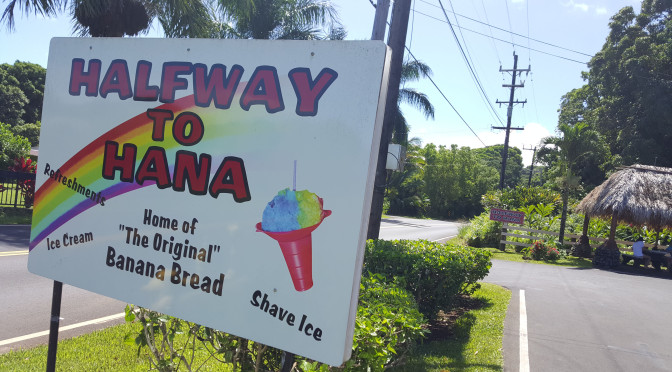 HALFWAY
TO
HANA
Refreshments
Ice Cream
Home of
"The Original"
Banana Bread
Shave Ice